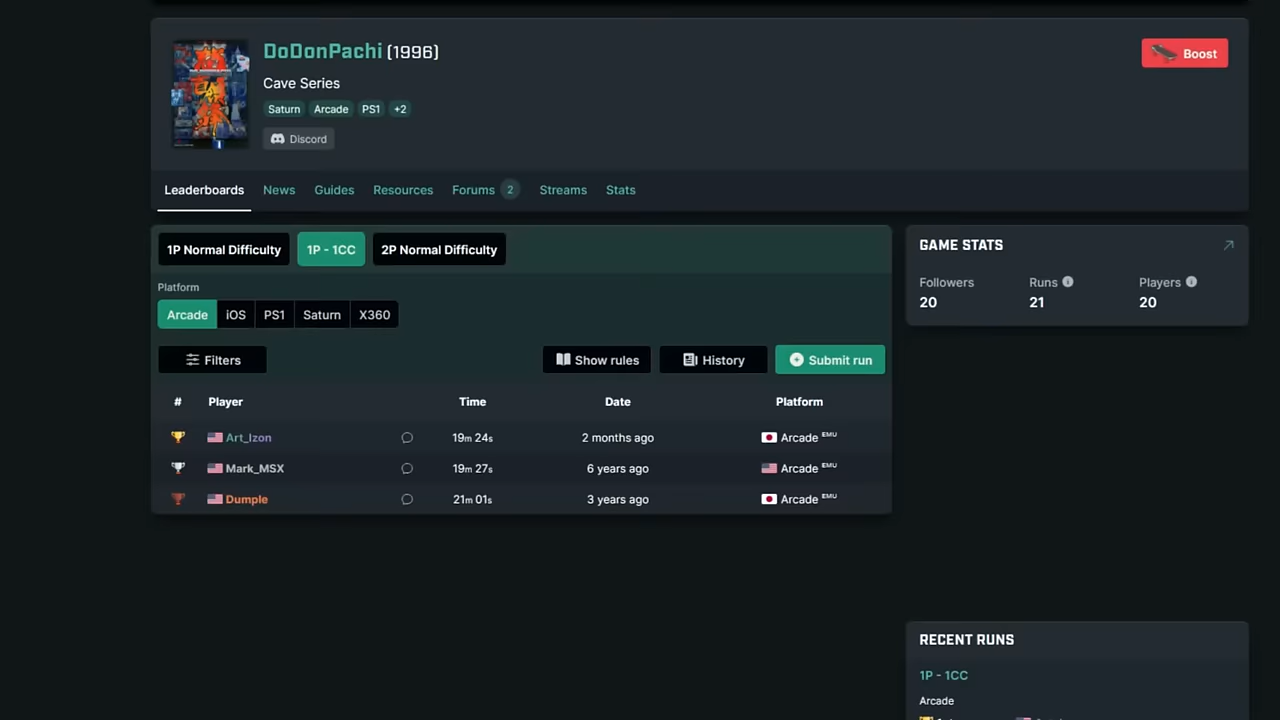 DoDonPachi (1996)
Boost
Cave Series
Saturn Arcade PS1 +2
Discord
Leaderboards News Guides Resources Forums 2 Streams Stats
1P Normal Difficulty 1P - 1CC 2P Normal Difficulty
Platform
Arcade iOS PS1 Saturn X360
Filters Show rules History Submit run
# Player Time Date Platform
Art_Izon 19m 24s 2 months ago Arcade EMU
Mark_MSX 19m 27s 6 years ago Arcade EMU
Dumple 21m 01s 3 years ago Arcade EMU
GAME STATS
Followers Runs Players
20 21 20
RECENT RUNS
1P - 1CC
Arcade